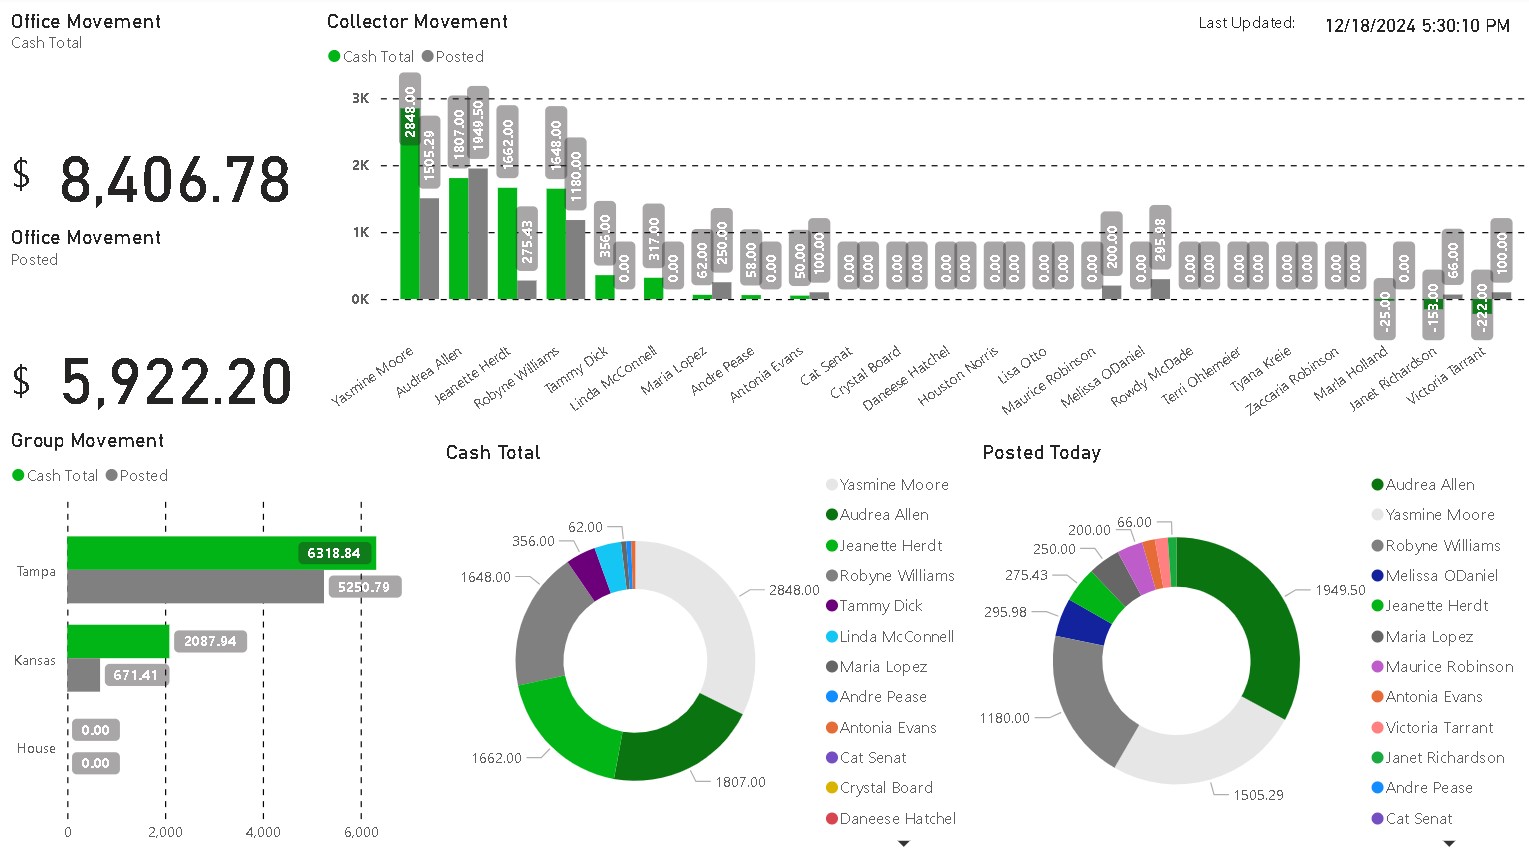 Office Movement
Cash Total
$ 8,406.78
Office Movement
Posted
$ 5,922.20
Collector Movement
Last Updated: 12/18/2024 5:30:10 PM
Cash Total Posted
3K
2K
1K
0K
2848.00 1505.29 1807.00 1949.50 1662.00 275.43 1648.00 1180.00 356.00 0.00 317.00 0.00 62.00 250.00 58.00 0.00 50.00 100.00 0.00 0.00 0.00 0.00 0.00 0.00 0.00 0.00 0.00 0.00 0.00 200.00 0.00 295.98 0.00 0.00 0.00 0.00 0.00 0.00 0.00 0.00 -25.00 0.00 -153.00 66.00 -222.00 100.00
Yasmine Moore
Audrea Allen
Jeanette Herdt
Robyne Williams
Tammy Dick
Linda McConnell
Maria Lopez
Andre Pease
Antonia Evans
Cat Senat
Crystal Board
Daneese Hatchel
Houston Norris
Lisa Otto
Maurice Robinson
Melissa ODaniel
Rowdy McDade
Terri Ohlemeier
Tyana Kreie
Zaccaria Robinson
Marla Holland
Janet Richardson
Victoria Tarrant
Group Movement
Cash Total Posted
Tampa
6318.84
5250.79
Kansas
2087.94
671.41
House
0.00
0.00
0 2,000 4,000 6,000
Cash Total
62.00
356.00
1648.00
2848.00
1662.00
1807.00
Yasmine Moore
Audrea Allen
Jeanette Herdt
Robyne Williams
Tammy Dick
Linda McConnell
Maria Lopez
Andre Pease
Antonia Evans
Cat Senat
Crystal Board
Daneese Hatchel
Posted Today
66.00
200.00
250.00
275.43
295.98
1949.50
1180.00
1505.29
Audrea Allen
Yasmine Moore
Robyne Williams
Melissa ODaniel
Jeanette Herdt
Maria Lopez
Maurice Robinson
Antonia Evans
Victoria Tarrant
Janet Richardson
Andre Pease
Cat Senat